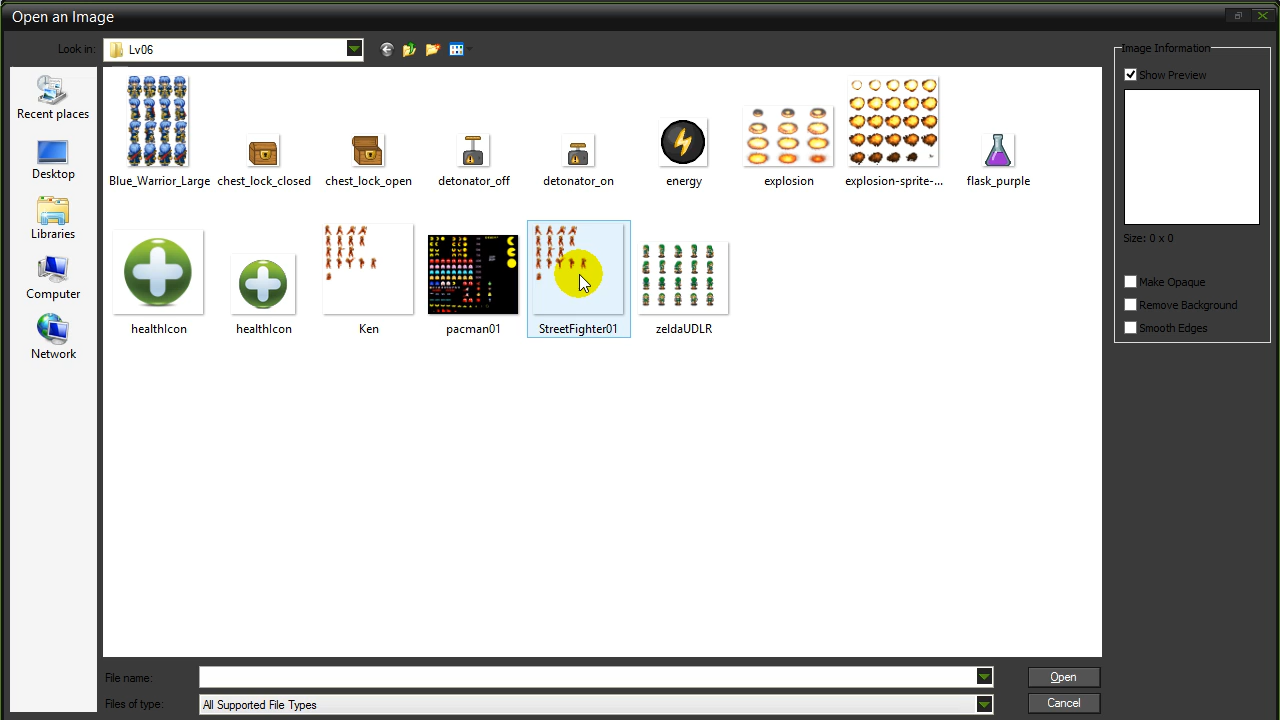 Open an Image
Look in: Lv06
Recent places
Desktop
Libraries
Computer
Network
Blue_Warrior_Large chest_lock_closed chest_lock_open detonator_off detonator_on energy explosion explosion-sprite-... flask_purple
healthIcon healthIcon Ken pacman01 StreetFighter01 zeldaUDLR
Image Information
Show Preview
Size: 0 x 0
Make Opaque
Remove Background
Smooth Edges
File name: Open
Files of type: All Supported File Types Cancel